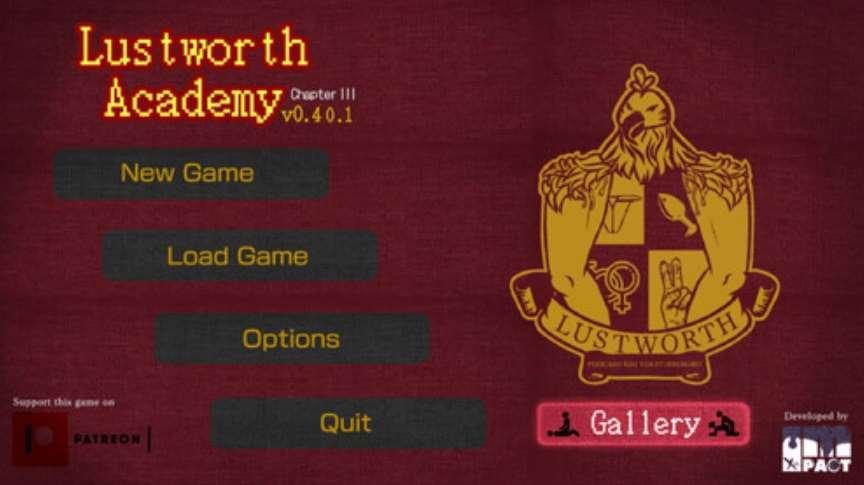 Lustworth
Academy
Chapter III
v0.40.1
New Game
Load Game
Options
Quit
LUSTWORTH
Gallery
Support this game on
PATREON
Developed by